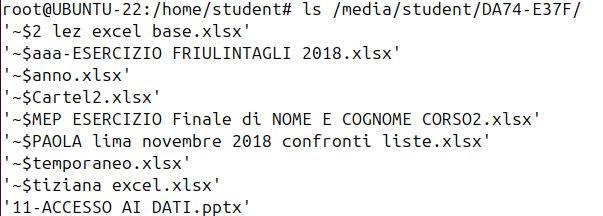 root@UBUNTU-22:/home/student# ls /media/student/DA74-E37F/
'~$2 lez excel base.xlsx'
'~$aaa-ESERCIZIO FRIULINTAGLI 2018.xlsx'
'~$anno.xlsx'
'~$Cartel2.xlsx'
'~$MEP ESERCIZIO Finale di NOME E COGNOME CORSO2.xlsx'
'~$PAOLA lima novembre 2018 confronti liste.xlsx'
'~$temporaneo.xlsx'
'~$tiziana excel.xlsx'
'11-ACCESSO AI DATI.pptx'